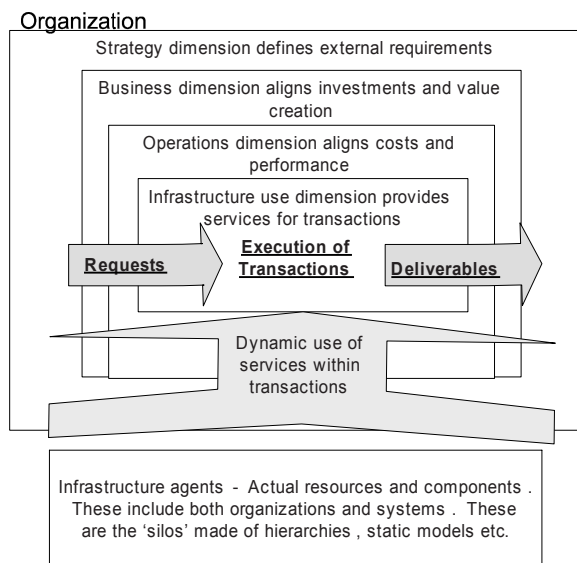 Organization
Strategy dimension defines external requirements
Business dimension aligns investments and value
creation
Operations dimension aligns costs and
performance
Infrastructure use dimension provides
services for transactions
Requests
Execution of
Transactions
Deliverables
Dynamic use of
services within
transactions
Infrastructure agents - Actual resources and components .
These include both organizations and systems . These
are the ‘silos’ made of hierarchies , static models etc.